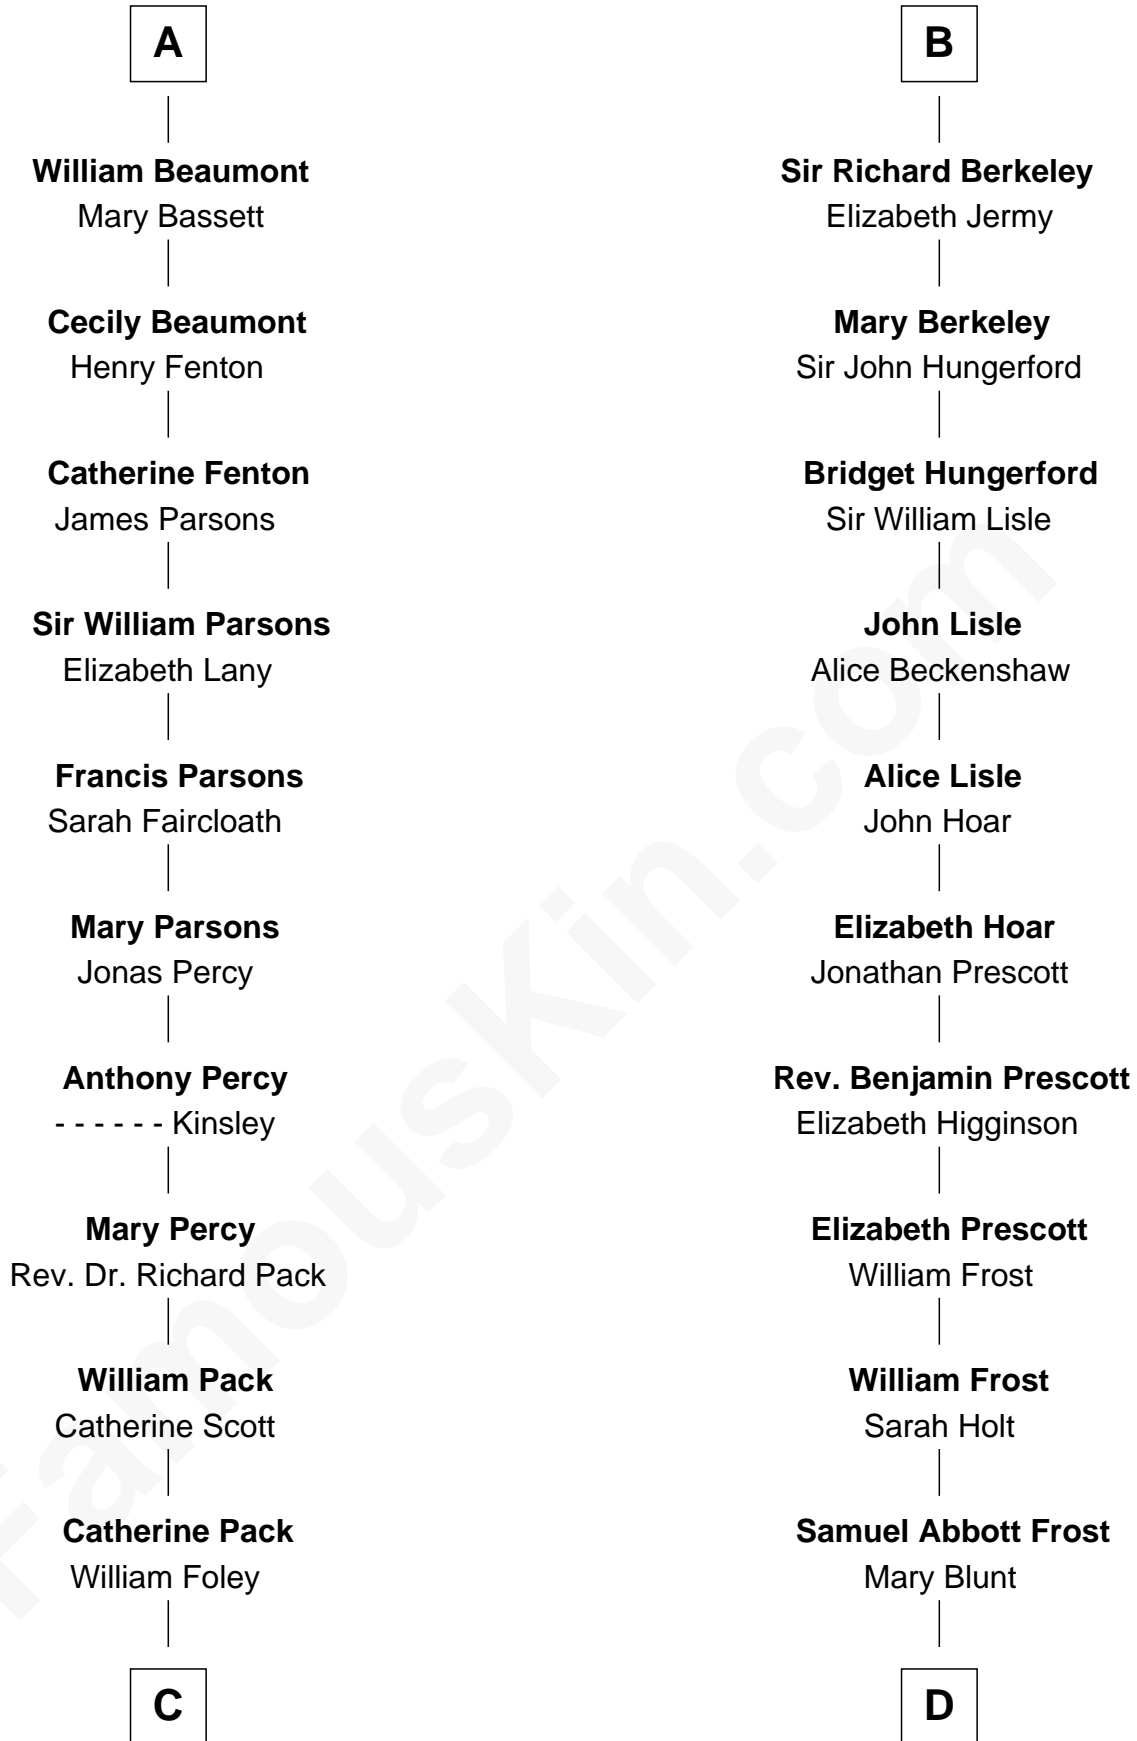 A
William Beaumont
Mary Bassett
Cecily Beaumont
Henry Fenton
Catherine Fenton
James Parsons
Sir William Parsons
Elizabeth Lany
Francis Parsons
Sarah Faircloath
Mary Parsons
Jonas Percy
Anthony Percy
- - - - - - Kinsley
Mary Percy
Rev. Dr. Richard Pack
William Pack
Catherine Scott
Catherine Pack
William Foley
C
B
Sir Richard Berkeley
Elizabeth Jermy
Mary Berkeley
Sir John Hungerford
Bridget Hungerford
Sir William Lisle
John Lisle
Alice Beckenshaw
Alice Lisle
John Hoar
Elizabeth Hoar
Jonathan Prescott
Rev. Benjamin Prescott
Elizabeth Higginson
Elizabeth Prescott
William Frost
William Frost
Sarah Holt
Samuel Abbott Frost
Mary Blunt
D
FamousKin.com